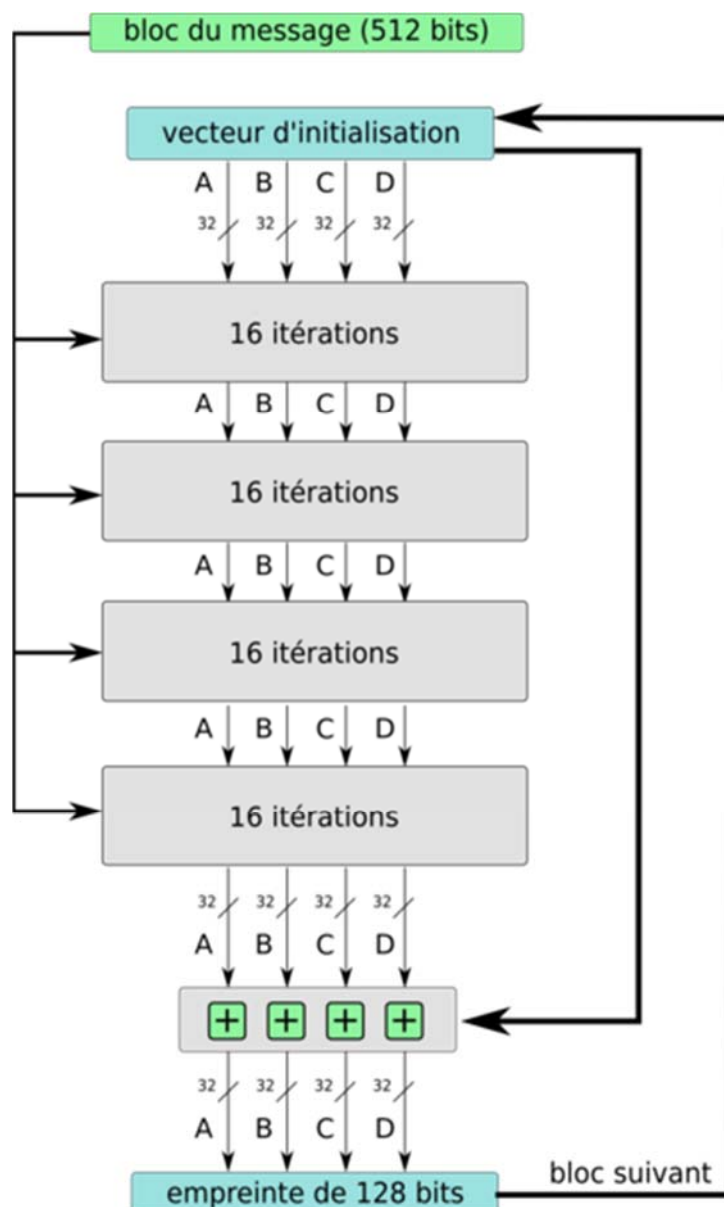 bloc du message (512 bits)
vecteur d'initialisation
A B C D
32 32 32 32
16 itérations
A B C D
16 itérations
A B C D
16 itérations
A B C D
16 itérations
32 32 32 32
A B C D
+ + + +
32 32 32 32
A B C D
bloc suivant
empreinte de 128 bits